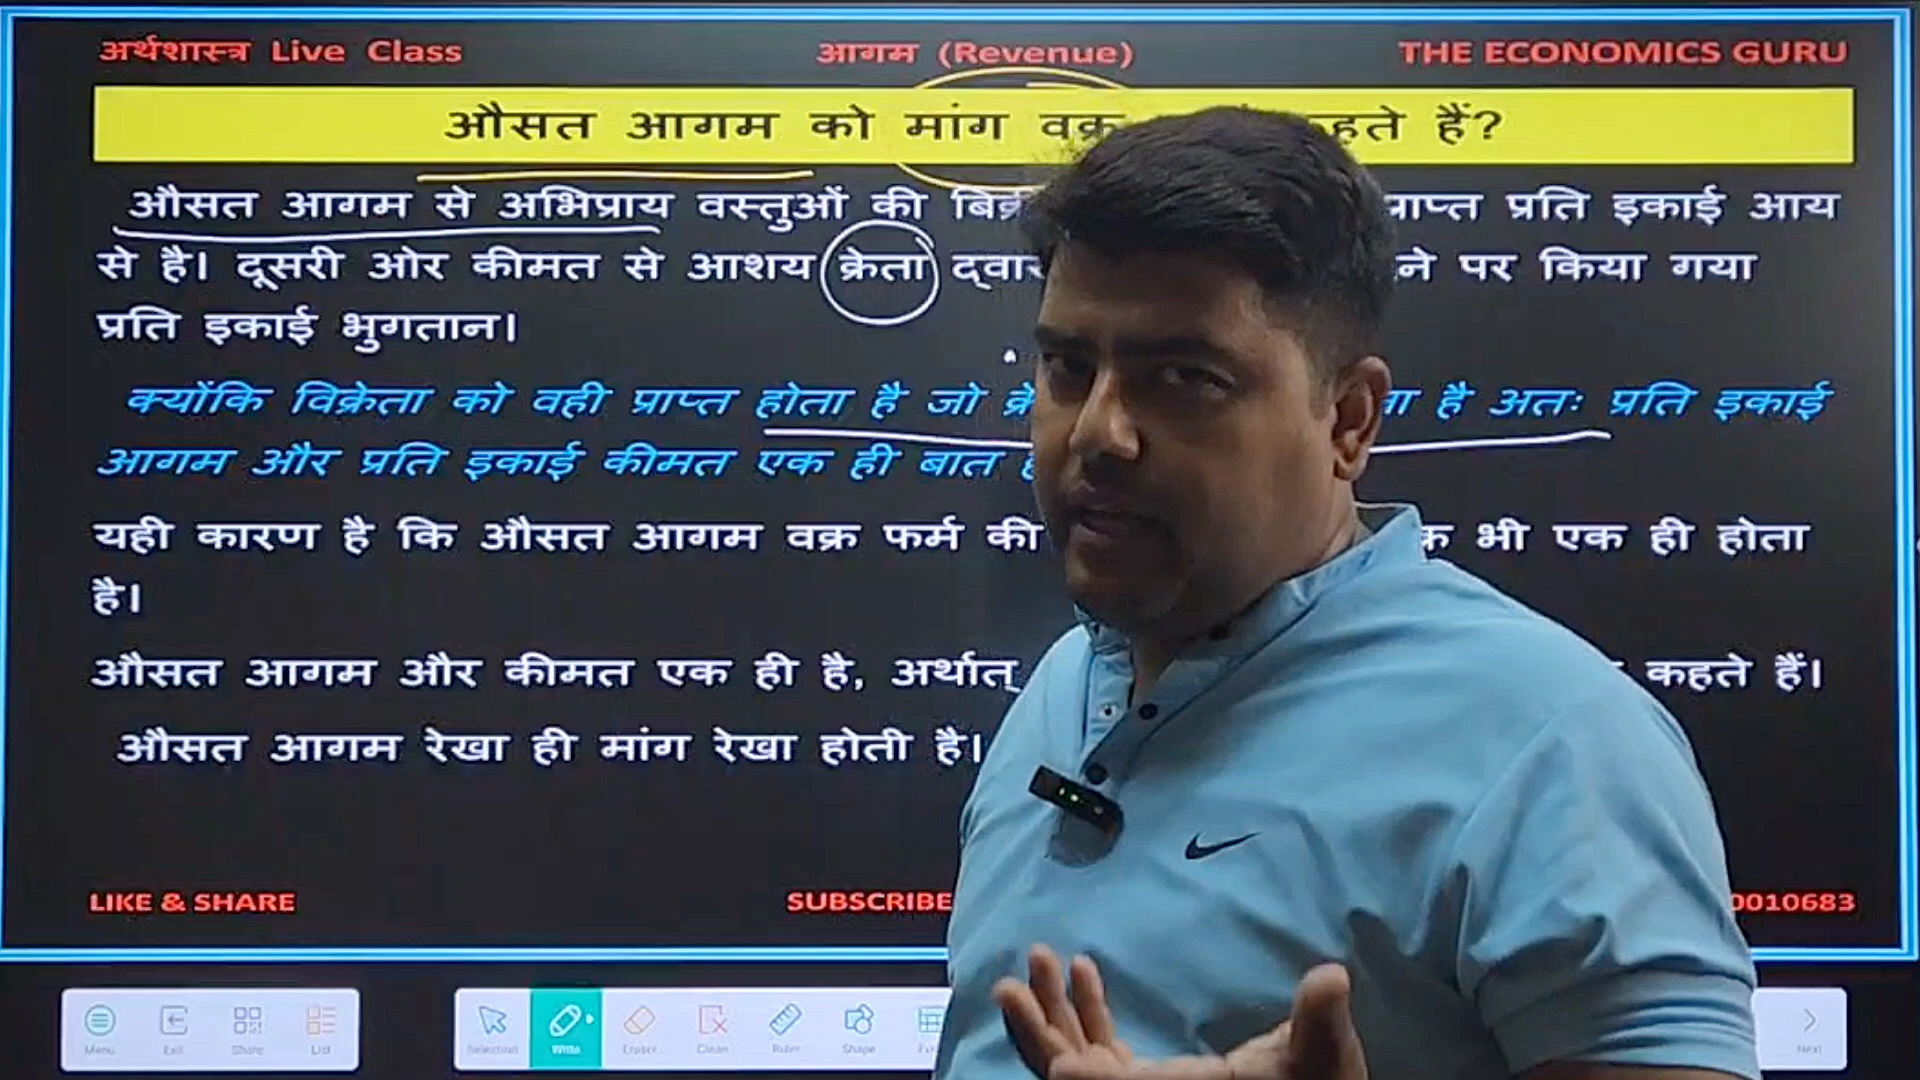 अर्थशास्त्र Live Class आगम (Revenue) THE ECONOMICS GURU
औसत आगम को मांग वक्र कहते हैं?
औसत आगम से अभिप्राय वस्तुओं की प्राप्त प्रति इकाई आय
से है। दूसरी ओर कीमत से आशय क्रेता पर किया गया
प्रति इकाई भुगतान।
क्योंकि विक्रेता को वही प्राप्त होता है जो है अतः प्रति इकाई
आगम और प्रति इकाई कीमत एक ही बात
यही कारण है कि औसत आगम वक्र फर्म की भी एक ही होता
है।
औसत आगम और कीमत एक ही है, अर्थात् कहते हैं।
औसत आगम रेखा ही मांग रेखा होती है।
LIKE & SHARE SUBSCRIBE 0010683
Menu Exit Share List Selection Write Eraser Clean Ruler Shape Next